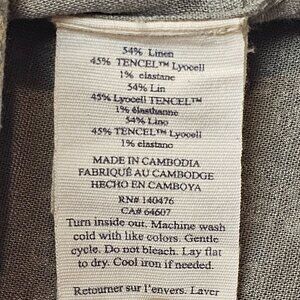 54% Linen
45% TENCEL™ Lyocell
1% elastane
54% Lin
45% Lyocell TENCEL™
1% élasthanne
54% Lino
45% TENCEL™ Lyocell
1% elastano
MADE IN CAMBODIA
FABRIQUÉ AU CAMBODGE
HECHO EN CAMBOYA
RN# 140476
CA# 64607
Turn inside out. Machine wash
cold with like colors. Gentle
cycle. Do not bleach. Lay flat
to dry. Cool iron if needed.
Retourner sur l'envers. Laver